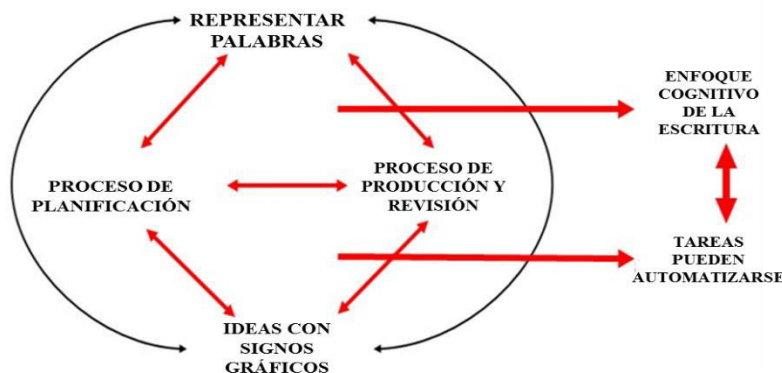 REPRESENTAR
PALABRAS
ENFOQUE
COGNITIVO
DE LA
ESCRITURA
PROCESO DE
PLANIFICACIÓN
PROCESO DE
PRODUCCIÓN Y
REVISIÓN
TAREAS
PUEDEN
AUTOMATIZARSE
IDEAS CON
SIGNOS
GRÁFICOS